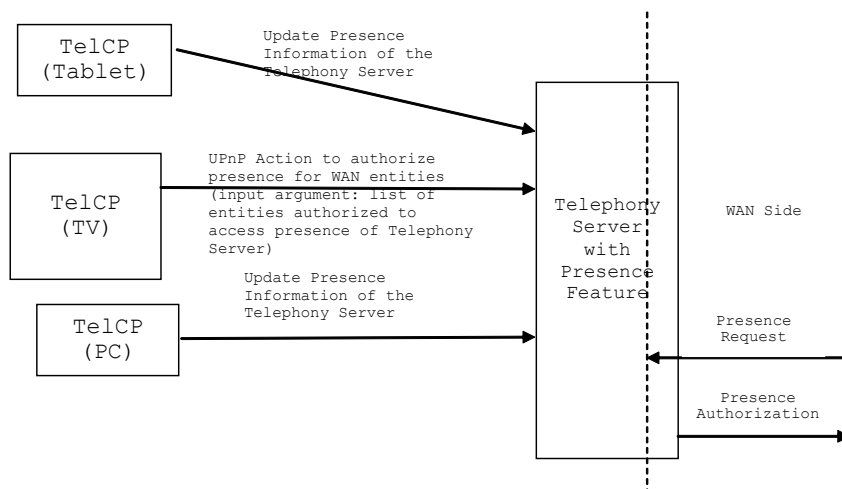 TelCP
(Tablet)
Update Presence
Information of the
Telephony Server
TelCP
(TV)
UPnP Action to authorize
presence for WAN entities
(input argument: list of
entities authorized to
access presence of Telephony
Server)
TelCP
(PC)
Update Presence
Information of the
Telephony Server
Telephony
Server
with
Presence
Feature
WAN Side
Presence
Request
Presence
Authorization